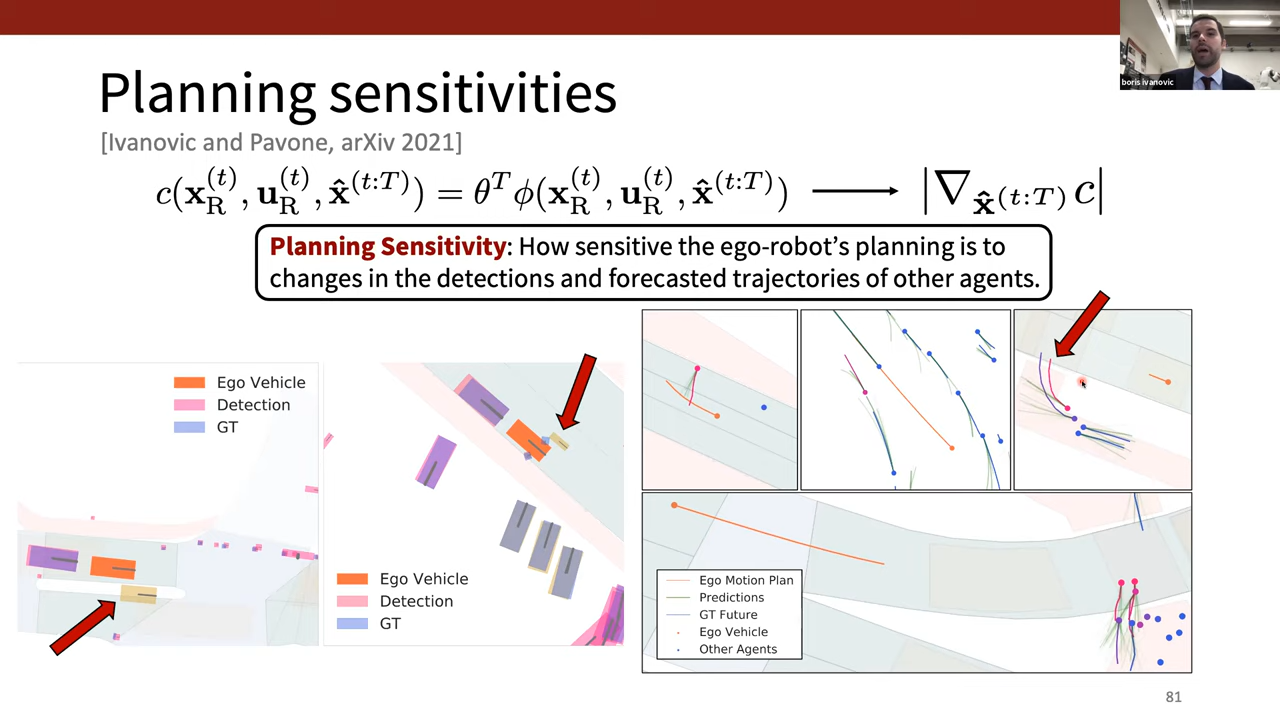 boris ivanovic
Planning sensitivities
[Ivanovic and Pavone, arXiv 2021]
c(x_R^(t), u_R^(t), x̂^(t:T)) = θ^T ϕ(x_R^(t), u_R^(t), x̂^(t:T)) ⟶ |∇_x̂^(t:T) c|
Planning Sensitivity: How sensitive the ego-robot’s planning is to
changes in the detections and forecasted trajectories of other agents.
Ego Vehicle
Detection
GT
Ego Vehicle
Detection
GT
Ego Motion Plan
Predictions
GT Future
Ego Vehicle
Other Agents
81